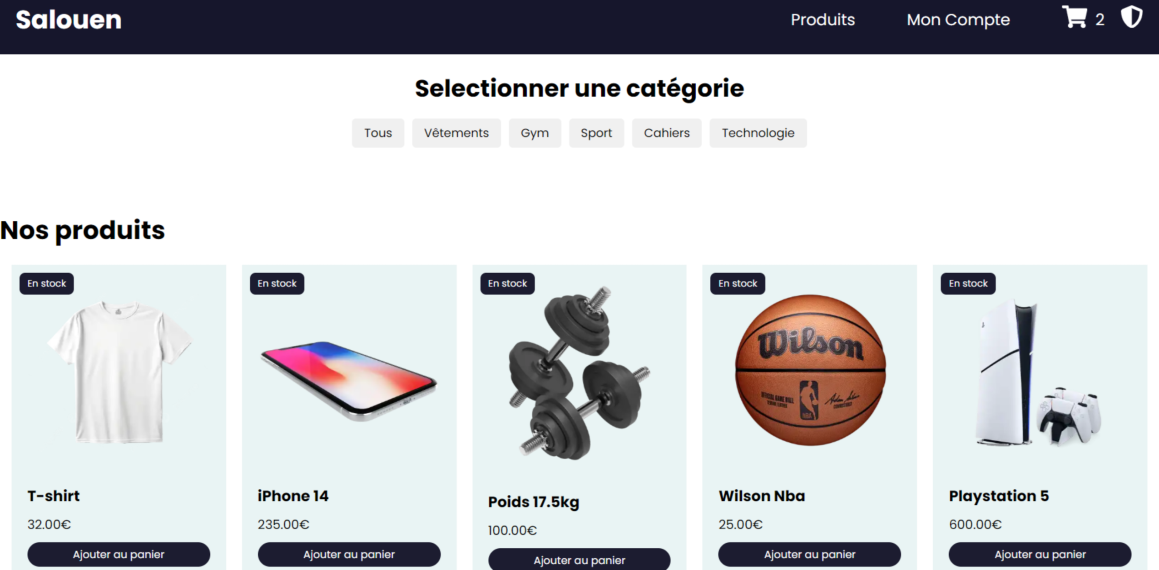 Salouen
Produits
Mon Compte
2
Selectionner une catégorie
Tous
Vêtements
Gym
Sport
Cahiers
Technologie
Nos produits
En stock
En stock
En stock
En stock
En stock
Wilson
NBA
T-shirt
iPhone 14
Poids 17.5kg
Wilson Nba
Playstation 5
32.00€
235.00€
100.00€
25.00€
600.00€
Ajouter au panier
Ajouter au panier
Ajouter au panier
Ajouter au panier
Ajouter au panier